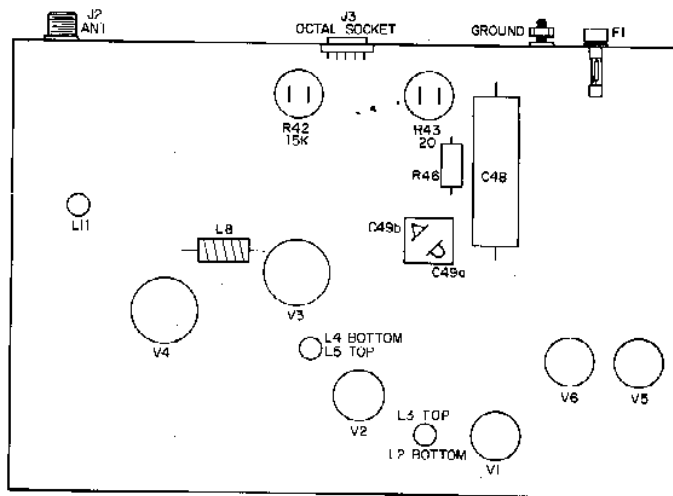 J2
ANT
J3
OCTAL SOCKET
GROUND
F1
R42
15K
R43
20
R46
C48
L11
L8
C49b
C49a
V3
V4
L4 BOTTOM
L5 TOP
V6
V5
V2
L3 TOP
L2 BOTTOM
V1